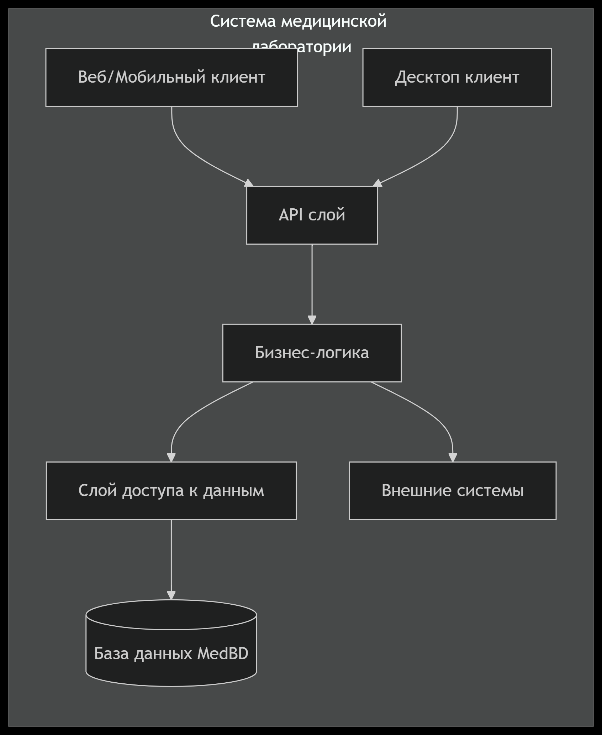 Система медицинской
лаборатории
Веб/Мобильный клиент
Десктоп клиент
API слой
Бизнес-логика
Слой доступа к данным
Внешние системы
База данных MedBD